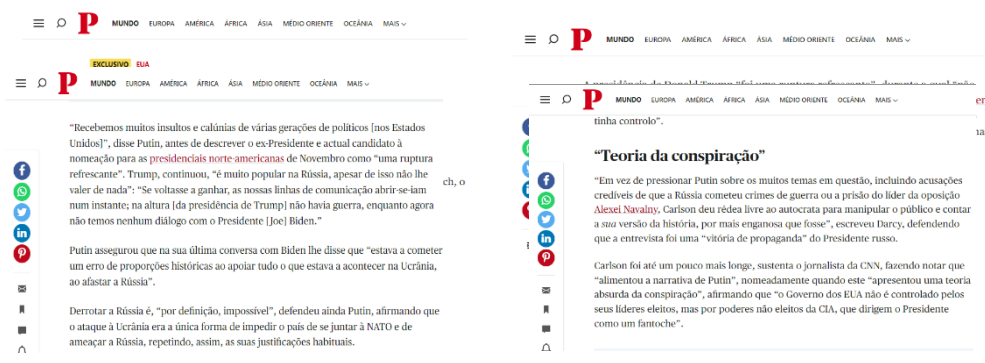 P MUNDO EUROPA AMÉRICA ÁFRICA ÁSIA MÉDIO ORIENTE OCEÂNIA MAIS
EXCLUSIVO EUA
P MUNDO EUROPA AMÉRICA ÁFRICA ÁSIA MÉDIO ORIENTE OCEÂNIA MAIS
“Recebemos muitos insultos e calúnias de várias gerações de políticos [nos Estados
Unidos]”, disse Putin, antes de descrever o ex-Presidente e actual candidato à
nomeação para as presidenciais norte-americanas de Novembro como “uma ruptura
refrescante”. Trump, continuou, “é muito popular na Rússia, apesar de isso não lhe
valer de nada”: “Se voltasse a ganhar, as nossas linhas de comunicação abrir-se-iam
num instante; na altura [da presidência de Trump] não havia guerra, enquanto agora
não temos nenhum diálogo com o Presidente [Joe] Biden.”
ch, o
Putin assegurou que na sua última conversa com Biden lhe disse que “estava a cometer
um erro de proporções históricas ao apoiar tudo o que estava a acontecer na Ucrânia,
ao afastar a Rússia”.
Derrotar a Rússia é, “por definição, impossível”, defendeu ainda Putin, afirmando que
o ataque à Ucrânia era a única forma de impedir o país de se juntar à NATO e de
ameaçar a Rússia, repetindo, assim, as suas justificações habituais.
P MUNDO EUROPA AMÉRICA ÁFRICA ÁSIA MÉDIO ORIENTE OCEÂNIA MAIS
P MUNDO EUROPA AMÉRICA ÁFRICA ÁSIA MÉDIO ORIENTE OCEÂNIA MAIS
er
na
tinha controlo”.
“Teoria da conspiração”
“Em vez de pressionar Putin sobre os muitos temas em questão, incluindo acusações
credíveis de que a Rússia cometeu crimes de guerra ou a prisão do líder da oposição
Alexei Navalny, Carlson deu rédea livre ao autocrata para manipular o público e contar
a sua versão da história, por mais enganosa que fosse”, escreveu Darcy, defendendo
que a entrevista foi uma “vitória de propaganda” do Presidente russo.
Carlson foi até um pouco mais longe, sustenta o jornalista da CNN, fazendo notar que
“alimentou a narrativa de Putin”, nomeadamente quando este “apresentou uma teoria
absurda da conspiração”, afirmando que “o Governo dos EUA não é controlado pelos
seus líderes eleitos, mas por poderes não eleitos da CIA, que dirigem o Presidente
como um fantoche”.